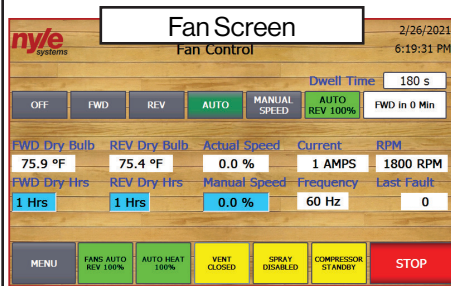 Fan Screen
nyle
systems
Fan Control
2/26/2021
6:19:31 PM
Dwell Time 180 s
OFF FWD REV AUTO MANUAL SPEED AUTO REV 100% FWD in 0 Min
FWD Dry Bulb REV Dry Bulb Actual Speed Current RPM
75.9 ºF 75.4 ºF 0.0 % 1 AMPS 1800 RPM
FWD Dry Hrs REV Dry Hrs Manual Speed Frequency Last Fault
1 Hrs 1 Hrs 0.0 % 60 Hz 0
MENU FANS AUTO REV 100% AUTO HEAT 100% VENT CLOSED SPRAY DISABLED COMPRESSOR STANDBY STOP